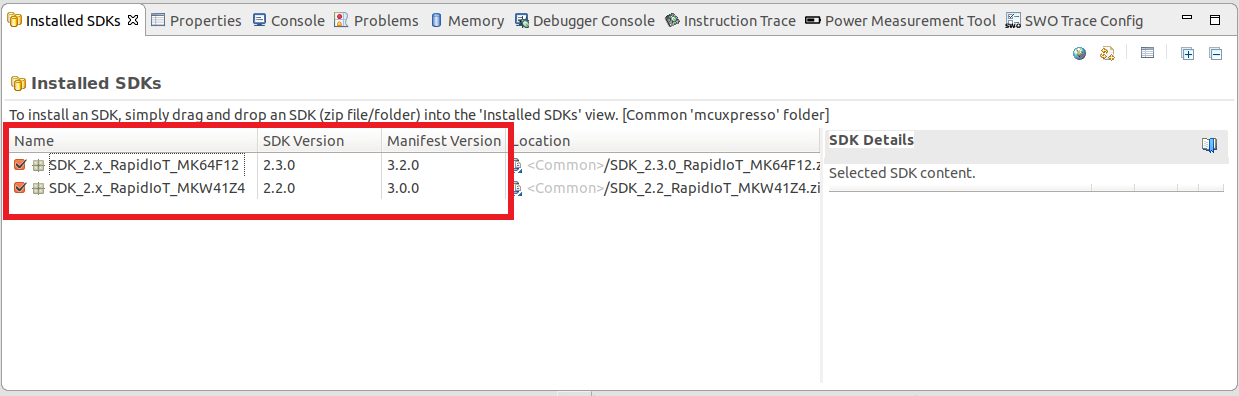 Installed SDKs Properties Console Problems Memory Debugger Console Instruction Trace Power Measurement Tool SWO SWO Trace Config
Installed SDKs
To install an SDK, simply drag and drop an SDK (zip file/folder) into the 'Installed SDKs' view. [Common 'mcuxpresso' folder]
Name SDK Version Manifest Version Location
SDK_2.x_RapidIoT_MK64F12 2.3.0 3.2.0 <Common>/SDK_2.3.0_RapidIoT_MK64F12.z
SDK_2.x_RapidIoT_MKW41Z4 2.2.0 3.0.0 <Common>/SDK_2.2_RapidIoT_MKW41Z4.zi
SDK Details
Selected SDK content.